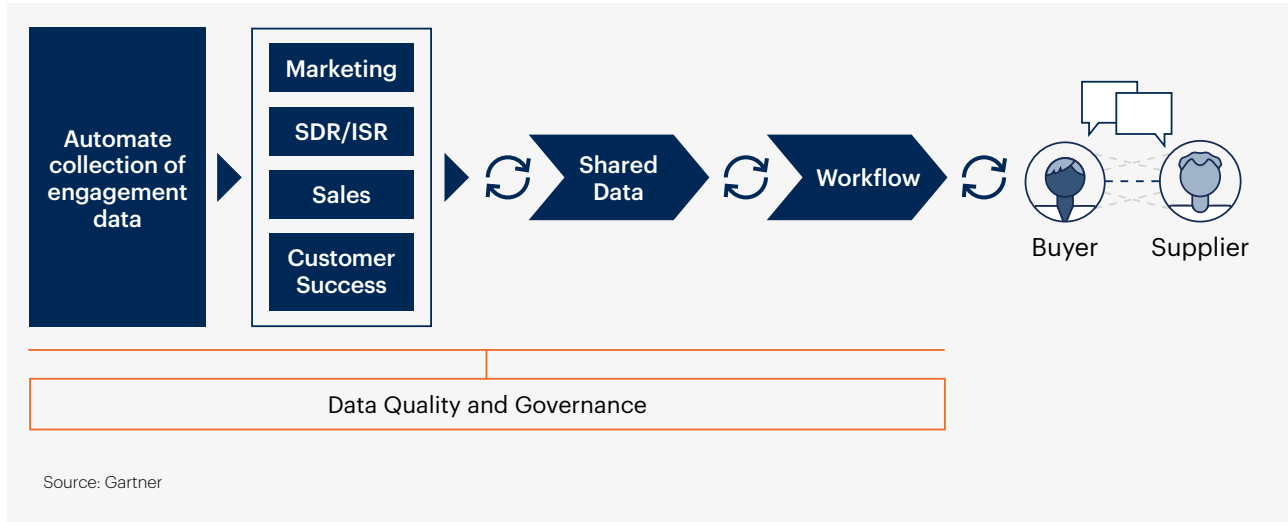 Automate
collection of
engagement
data
Marketing
SDR/ISR
Sales
Customer
Success
Shared
Data
Workflow
Buyer
Supplier
Data Quality and Governance
Source: Gartner